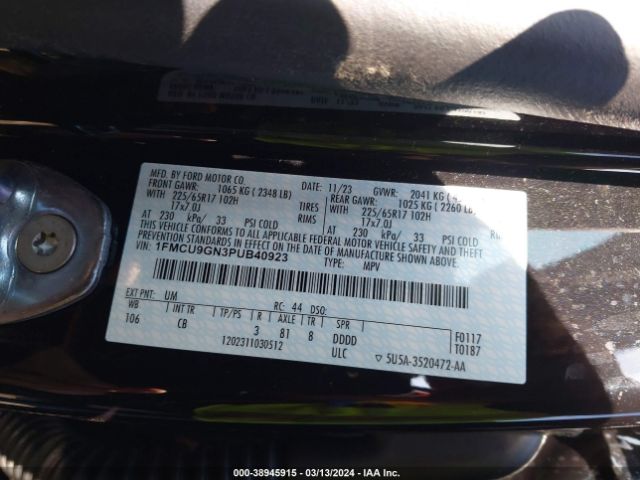 MFD. BY FORD MOTOR CO. 11/23 GVWR: 2041 KG
FRONT GAWR: 1065 KG (2348 LB) REAR GAWR: 1025 KG (2260 LB)
WITH WITH
225/65R17 102H TIRES 225/65R17 102H
17x7.0J RIMS 17x7.0J
AT 230 kPa/ 33 PSI COLD AT 230 kPa/ 33 PSI COLD
THIS VEHICLE CONFORMS TO ALL APPLICABLE FEDERAL MOTOR VEHICLE SAFETY
AND THEFT PREVENTION STANDARDS IN EFFECT ON THE DATE OF MANUFACTURE SHOWN ABOVE.
VIN: 1FMCU9GN3PUB40923 TYPE: MPV
EXT PNT: UM RC: 44 DSO:
WB INT TR TP/PS R AXLE TR SPR F0117
106 CB 3 81 8 DDDD T0187
1202311030512 ULC 5U5A-3520472-AA
000-38945915 - 03/13/2024 - IAA Inc.